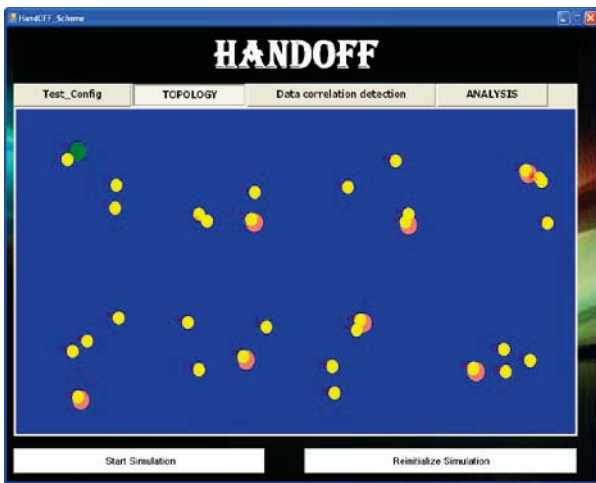 HandOFF_Scheme
HANDOFF
Test_Config TOPOLOGY Data correlation detection ANALYSIS
Start Simulation Reinitialize Simulation